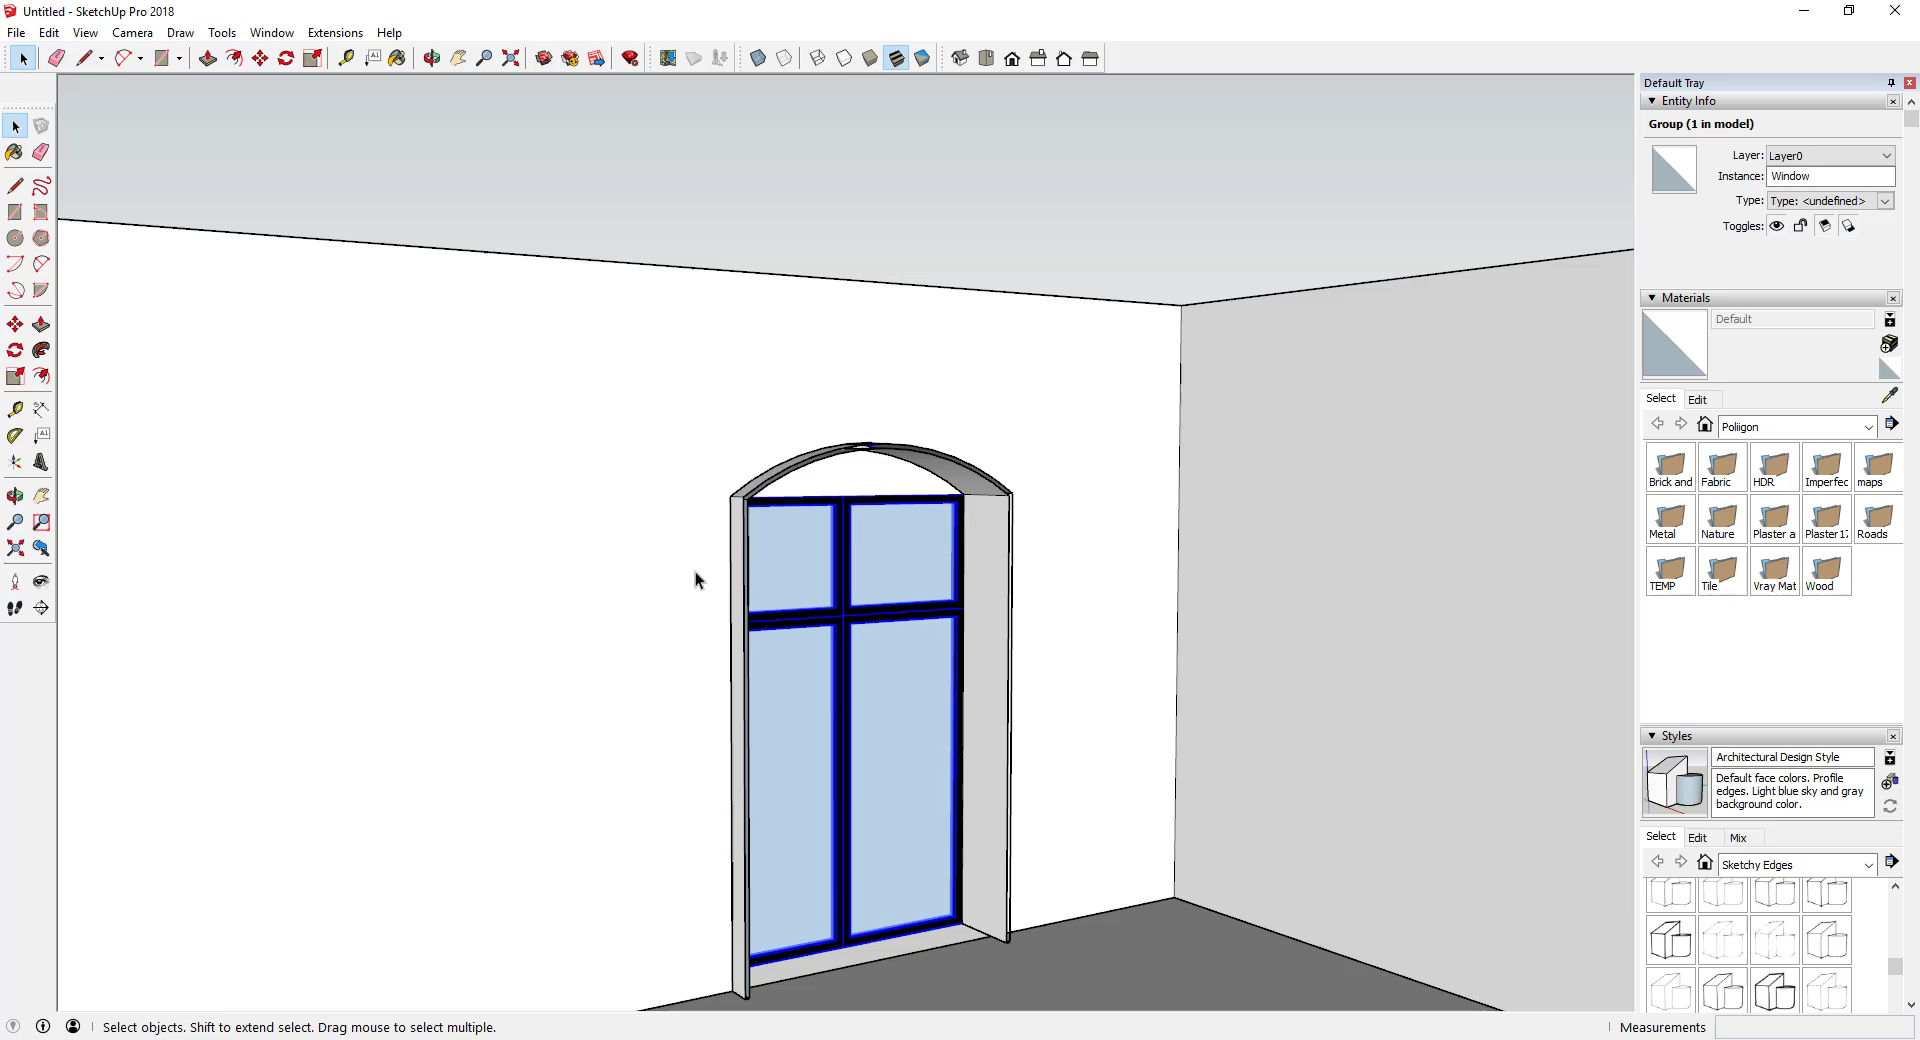 Untitled - SketchUp Pro 2018
File Edit View Camera Draw Tools Window Extensions Help
Default Tray
Entity Info
Group (1 in model)
Layer: Layer0
Instance: Window
Type: Type: <undefined>
Toggles:
Materials
Default
Select Edit
Poliigon
Brick and Fabric HDR Imperfec maps
Metal Nature Plaster a Plaster1 Roads
TEMP Tile Vray Mat Wood
Styles
Architectural Design Style
Default face colors. Profile
edges. Light blue sky and gray
background color.
Select Edit Mix
Sketchy Edges
Select objects. Shift to extend select. Drag mouse to select multiple.
Measurements